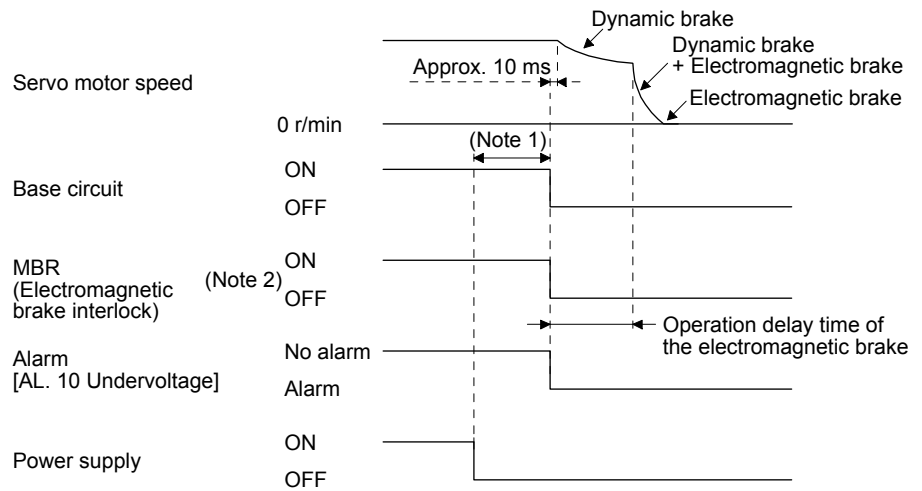 Dynamic brake
Dynamic brake
+ Electromagnetic brake
Approx. 10 ms
Servo motor speed
Electromagnetic brake
0 r/min
(Note 1)
ON
Base circuit
OFF
ON
MBR
(Electromagnetic
brake interlock)
(Note 2)
OFF
Operation delay time of
the electromagnetic brake
No alarm
Alarm
[AL. 10 Undervoltage]
Alarm
ON
Power supply
OFF